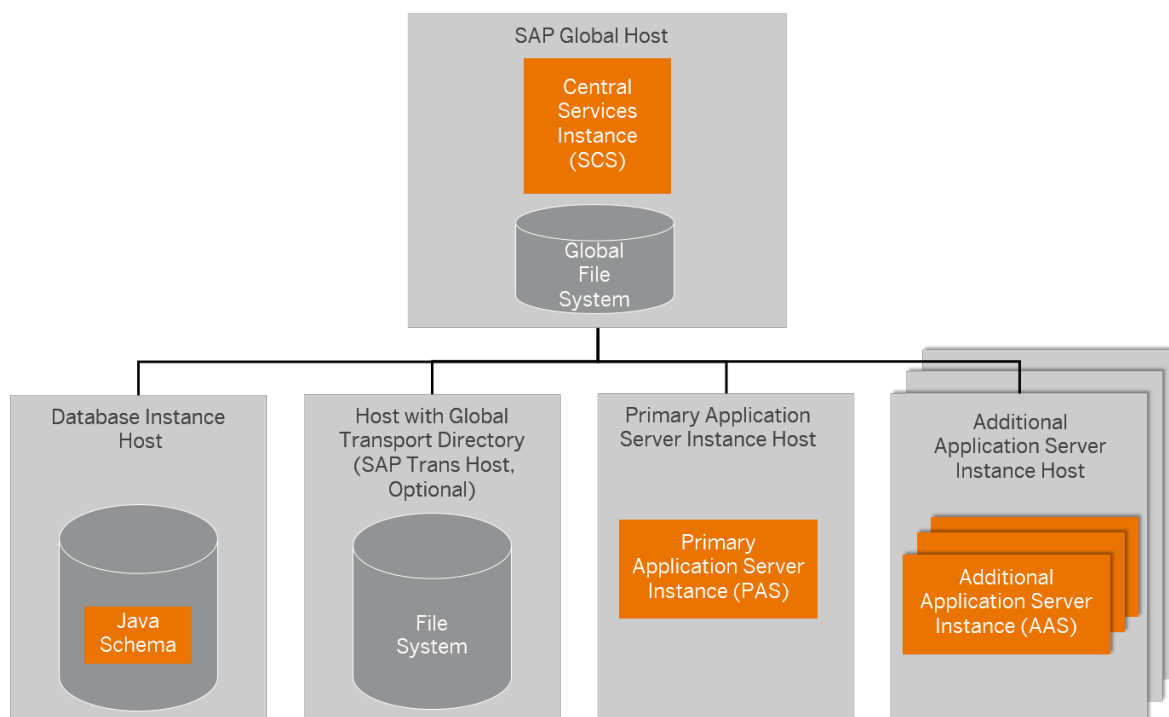 SAP Global Host
Central
Services
Instance
(SCS)
Global
File
System
Database Instance
Host
Java
Schema
Host with Global
Transport Directory
(SAP Trans Host,
Optional)
File
System
Primary Application
Server Instance Host
Primary
Application Server
Instance (PAS)
Additional
Application Server
Instance Host
Additional
Application Server
Instance (AAS)